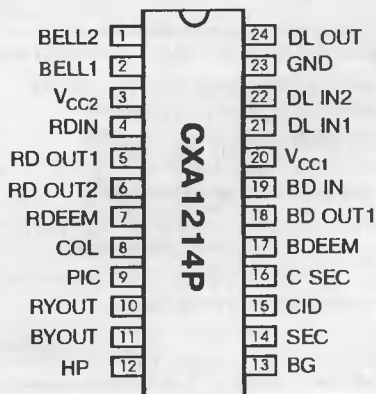 BELL2 1
BELL1 2
VCC2 3
RDIN 4
RD OUT1 5
RD OUT2 6
RDEEM 7
COL 8
PIC 9
RYOUT 10
BYOUT 11
HP 12
CXA1214P
24 DL OUT
23 GND
22 DL IN2
21 DL IN1
20 VCC1
19 BD IN
18 BD OUT1
17 BDEEM
16 C SEC
15 CID
14 SEC
13 BG